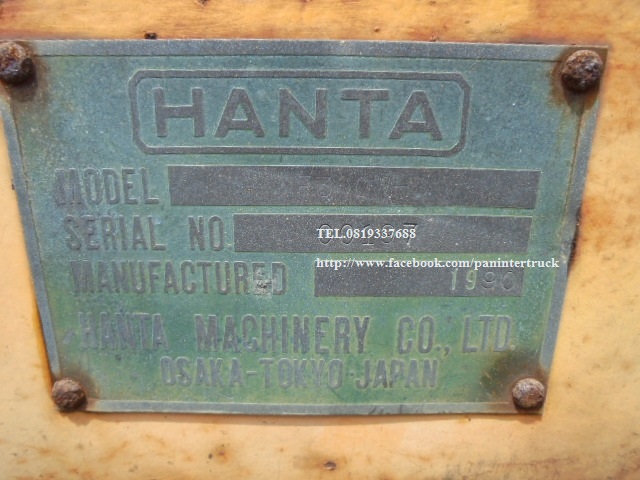 HANTA
MODEL
SERIAL NO.
TEL.0819337688
http://www.facebook.com/panintertruck
MANUFACTURED 1996
HANTA MACHINERY CO., LTD.
OSAKA-TOKYO-JAPAN